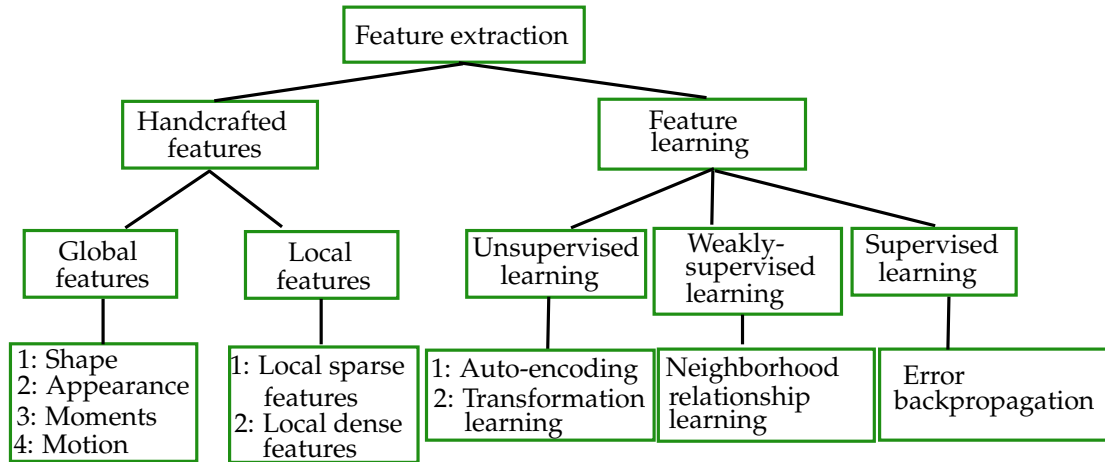 Feature extraction
Handcrafted
features
Feature
learning
Global
features
Local
features
Unsupervised
learning
Weakly-
supervised
learning
Supervised
learning
1: Shape
2: Appearance
3: Moments
4: Motion
1: Local sparse
features
2: Local dense
features
1: Auto-encoding
2: Transformation
learning
Neighborhood
relationship
learning
Error
backpropagation